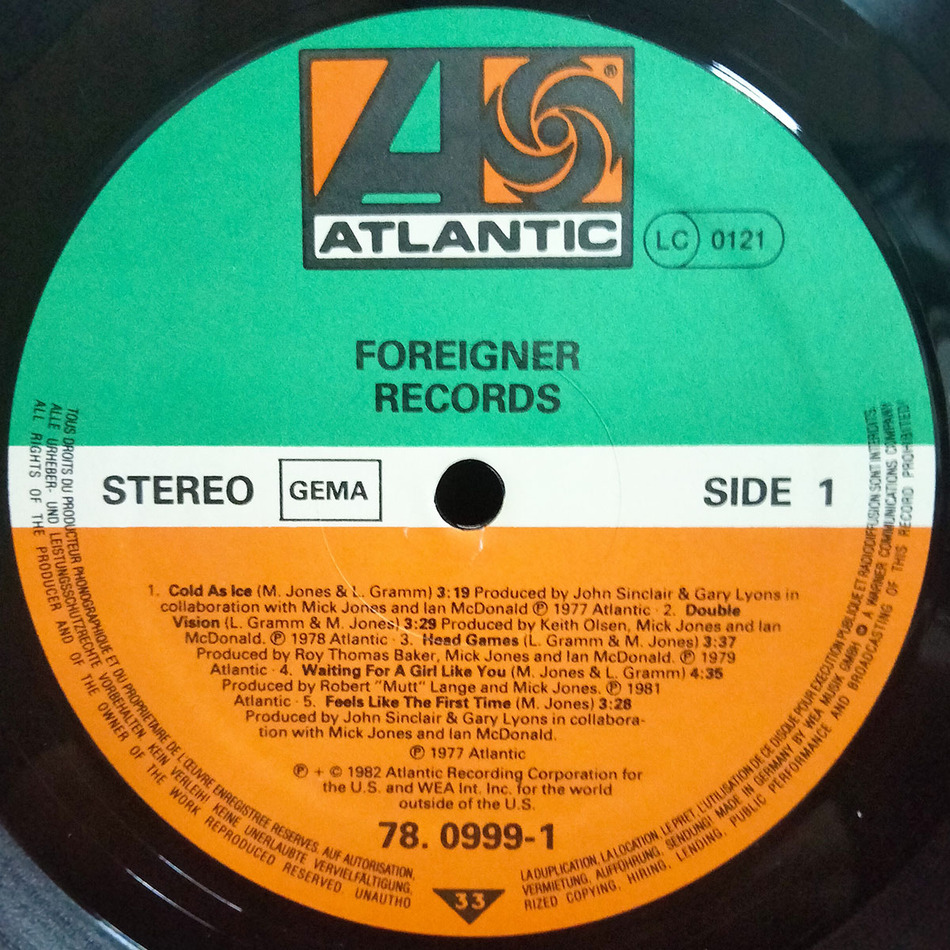 ATLANTIC ®
LC 0121
FOREIGNER
RECORDS
STEREO GEMA SIDE 1
1. Cold As Ice (M. Jones & L. Gramm) 3:19 Produced by John Sinclair & Gary Lyons in
collaboration with Mick Jones and Ian McDonald ℗ 1977 Atlantic · 2. Double
Vision (L. Gramm & M. Jones) 3:29 Produced by Keith Olsen, Mick Jones and Ian
McDonald. ℗ 1978 Atlantic · 3. Head Games (L. Gramm & M. Jones) 3:37
Produced by Roy Thomas Baker, Mick Jones and Ian McDonald. ℗ 1979
Atlantic · 4. Waiting For A Girl Like You (M. Jones & L. Gramm) 4:35
Produced by Robert "Mutt" Lange and Mick Jones. ℗ 1981
Atlantic · 5. Feels Like The First Time (M. Jones) 3:28
Produced by John Sinclair & Gary Lyons in collabora-
tion with Mick Jones and Ian McDonald.
℗ 1977 Atlantic
℗ + © 1982 Atlantic Recording Corporation for
the U.S. and WEA Int. Inc. for the world
outside of the U.S.
78. 0999-1
33
TOUS DROITS DU PRODUCTEUR PHONOGRAPHIQUE ET DU PROPRIETAIRE DE L'ŒUVRE ENREGISTREE RESERVES. AUF AUTORISATION, LA DUPLICATION, LA LOCATION, LE PRET, L'UTILISATION DE CE DISQUE POUR EXECUTION PUBLIQUE ET RADIODIFFUSION SONT INTERDITS.
ALLE URHEBER- UND LEISTUNGSSCHUTZRECHTE VORBEHALTEN KEIN VERLEIH! KEINE UNERLAUBTE VERVIELFÄLTIGUNG, VERMIETUNG, AUFFÜHRUNG, SENDUNG! MADE IN GERMANY BY WEA MUSIK GMBH A WARNER COMMUNICATIONS COMPANY
ALL RIGHTS OF THE PRODUCER AND OF THE OWNER OF THE WORK REPRODUCED RESERVED UNAUTHORIZED COPYING, HIRING, LENDING, PUBLIC PERFORMANCE AND BROADCASTING OF THIS RECORD PROHIBITED